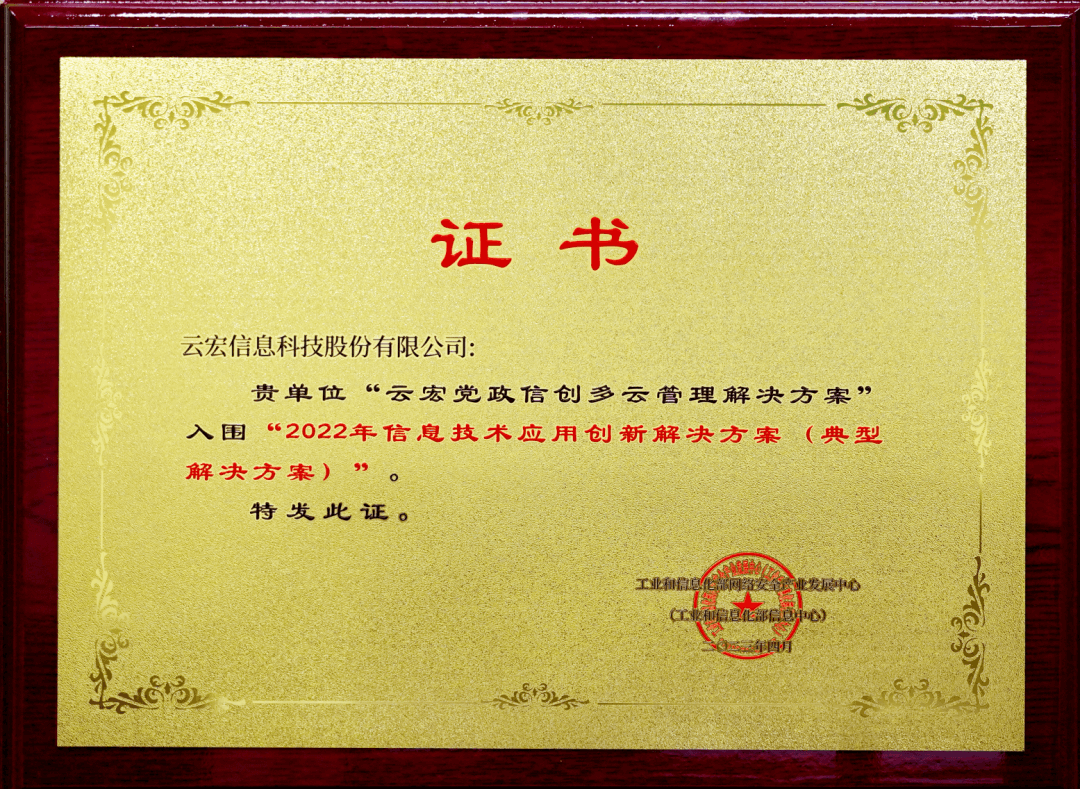 证 书
云宏信息科技股份有限公司:
贵单位“云宏党政信创多云管理解决方案”
入围“2022年信息技术应用创新解决方案（典型
解决方案）”。
特发此证。
工业和信息化部网络安全产业发展中心
（工业和信息化部信息中心）
二〇二三年四月